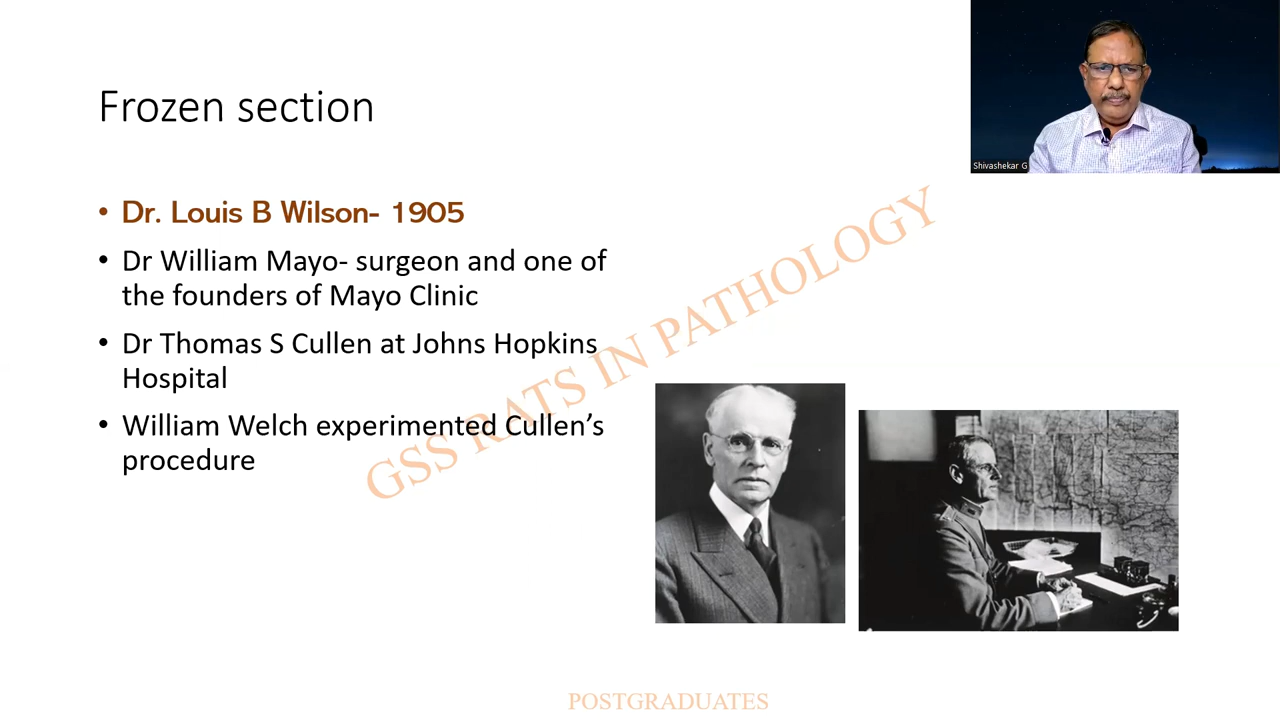 Frozen section
Shivashekar G
• Dr. Louis B Wilson- 1905
• Dr William Mayo- surgeon and one of
the founders of Mayo Clinic
• Dr Thomas S Cullen at Johns Hopkins
Hospital
• William Welch experimented Cullen’s
procedure
GSS RATS IN PATHOLOGY
POSTGRADUATES